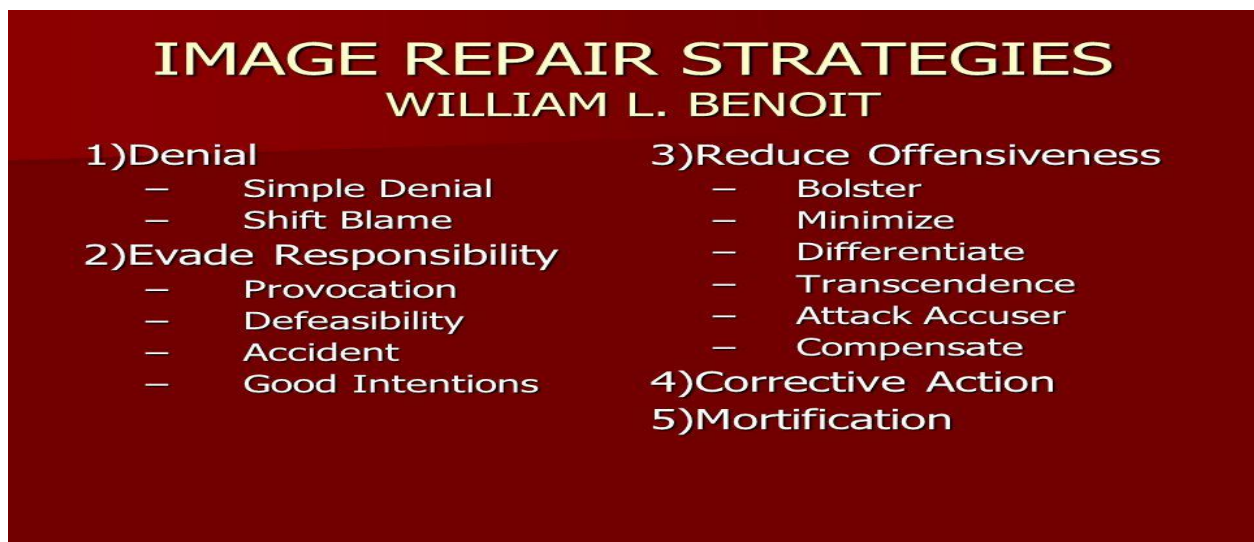 IMAGE REPAIR STRATEGIES
WILLIAM L. BENOIT
1)Denial
– Simple Denial
– Shift Blame
2)Evade Responsibility
– Provocation
– Defeasibility
– Accident
– Good Intentions
3)Reduce Offensiveness
– Bolster
– Minimize
– Differentiate
– Transcendence
– Attack Accuser
– Compensate
4)Corrective Action
5)Mortification